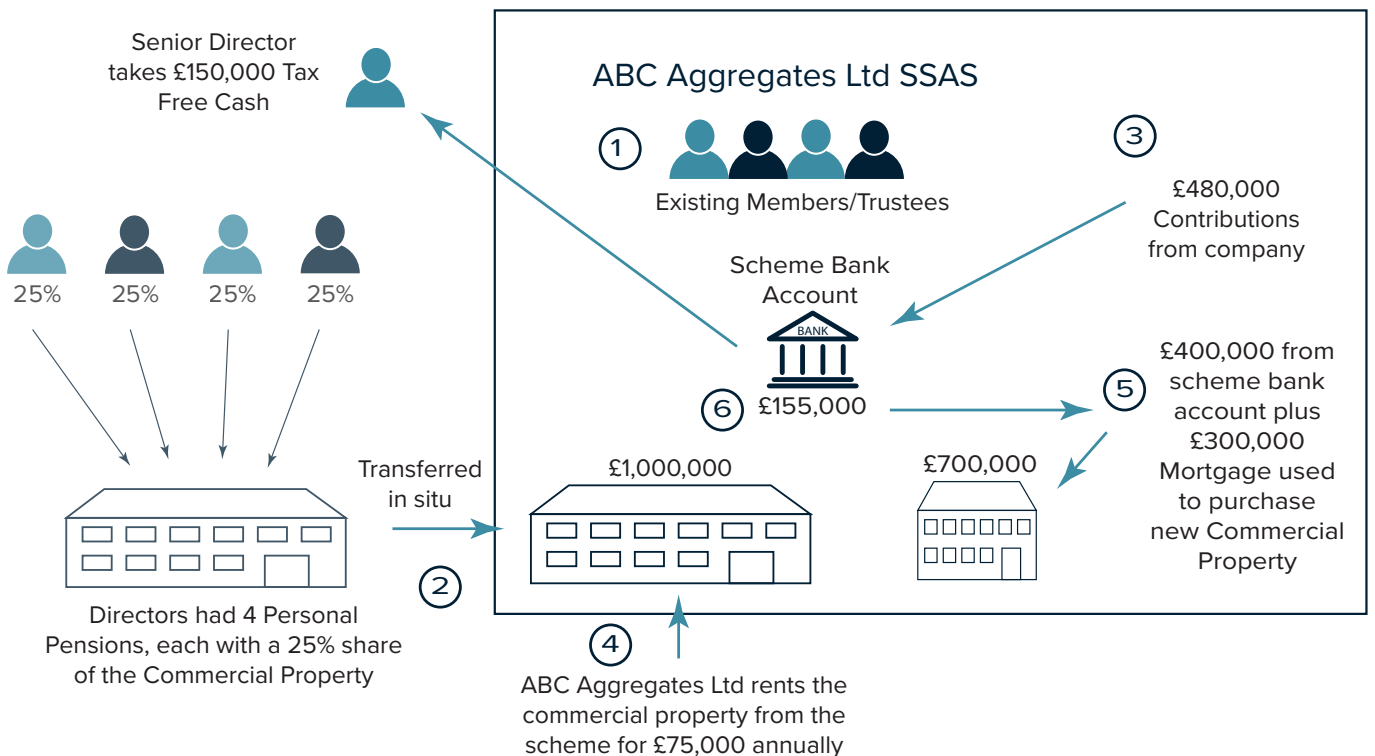 Senior Director
takes £150,000 Tax
Free Cash
ABC Aggregates Ltd SSAS
1
Existing Members/Trustees
3
£480,000
Contributions
from company
25%
25%
25%
25%
Scheme Bank
Account
BANK
6
£155,000
5
£400,000 from
scheme bank
account plus
£300,000
Mortgage used
to purchase
new Commercial
Property
Transferred
in situ
2
£1,000,000
£700,000
Directors had 4 Personal
Pensions, each with a 25% share
of the Commercial Property
4
ABC Aggregates Ltd rents the
commercial property from the
scheme for £75,000 annually